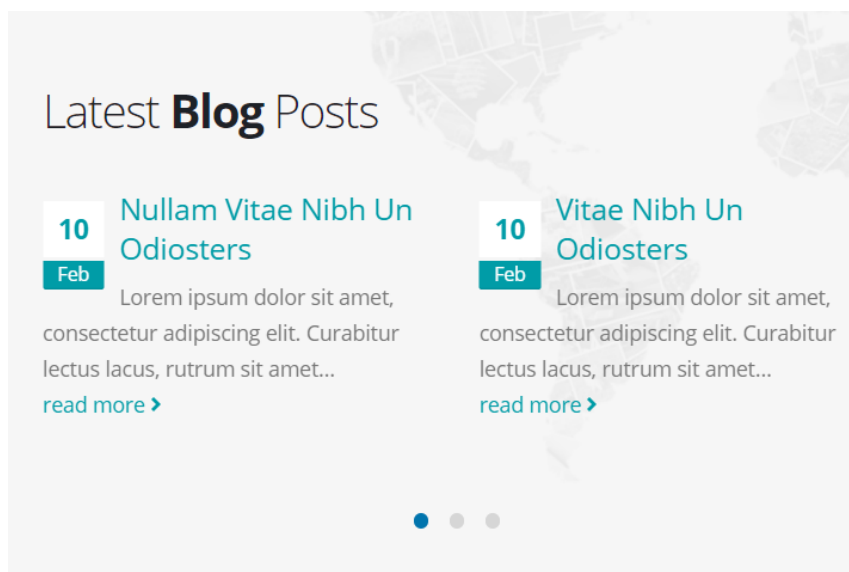 Latest Blog Posts
10
Feb
Nullam Vitae Nibh Un
Odiosters
Lorem ipsum dolor sit amet,
consectetur adipiscing elit. Curabitur
lectus lacus, rutrum sit amet...
read more
10
Feb
Vitae Nibh Un
Odiosters
Lorem ipsum dolor sit amet,
consectetur adipiscing elit. Curabitur
lectus lacus, rutrum sit amet...
read more